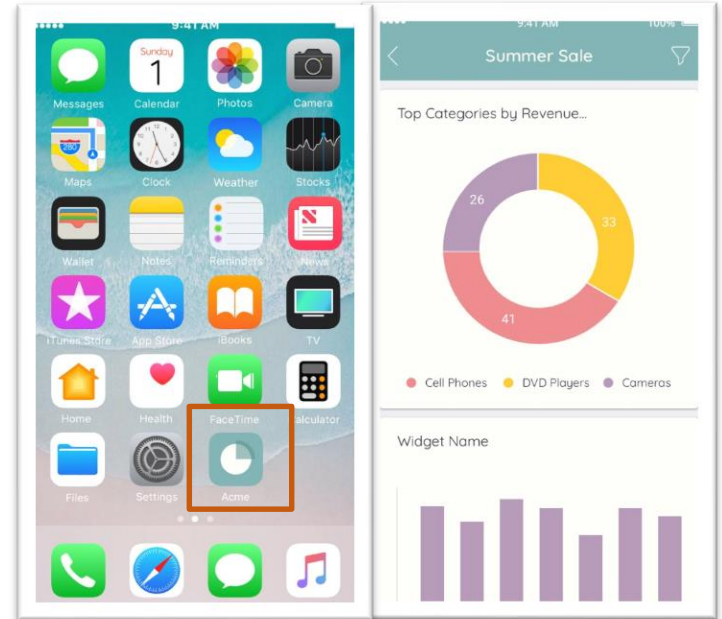 9:41 AM
Sunday
1
Messages Calendar Photos Camera
280
Maps Clock Weather Stocks
Wallet Notes Reminders News
iTunes Store App Store iBooks TV
Home Health FaceTime Calculator
Files Settings Acme
9:41 AM 100%
Summer Sale
Top Categories by Revenue...
26
33
41
Cell Phones DVD Players Cameras
Widget Name